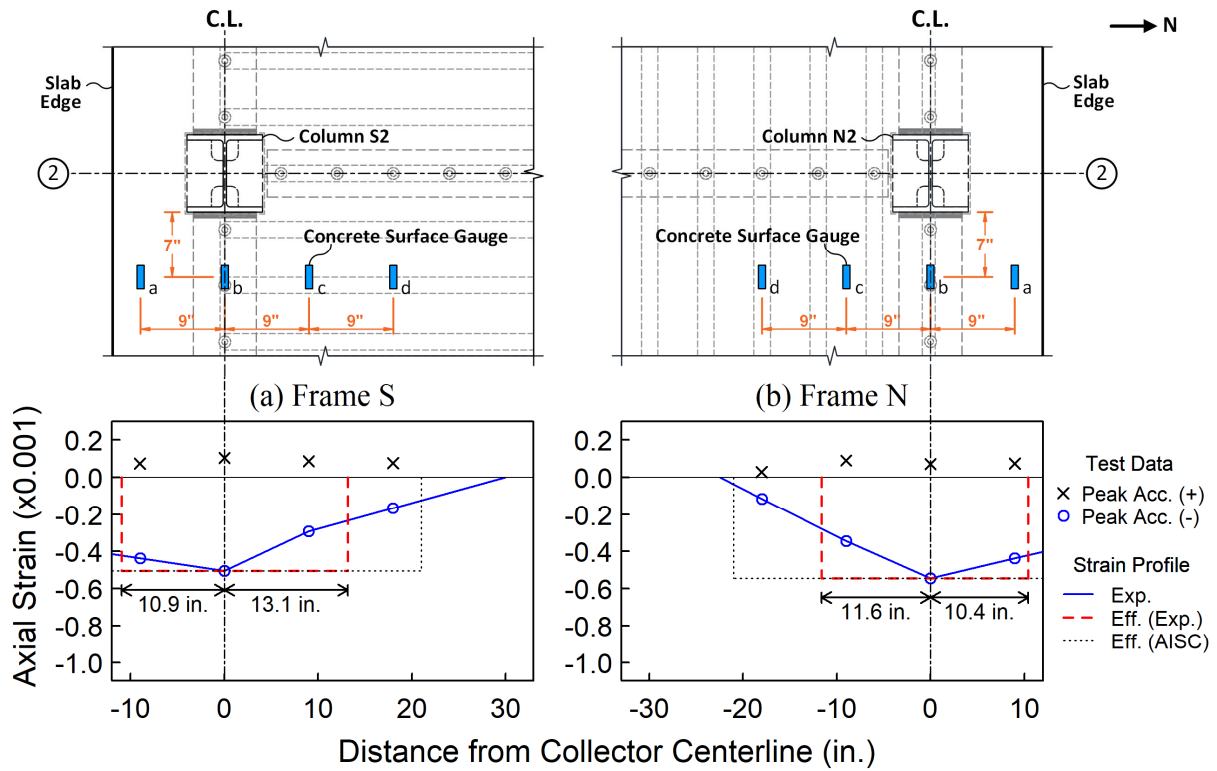 C.L.
C.L.
N
Slab
Edge
Column S2
2
7"
Concrete Surface Gauge
a
b
c
d
9"
9"
9"
Column N2
Slab
Edge
2
7"
Concrete Surface Gauge
d
c
b
a
9"
9"
9"
(a) Frame S
(b) Frame N
Axial Strain (x0.001)
0.2
0.0
-0.2
-0.4
-0.6
-0.8
-1.0
10.9 in.
13.1 in.
-10
0
10
20
30
0.2
0.0
-0.2
-0.4
-0.6
-0.8
-1.0
11.6 in.
10.4 in.
-30
-20
-10
0
10
Distance from Collector Centerline (in.)
Test Data
Peak Acc. (+)
Peak Acc. (-)
Strain Profile
Exp.
Eff. (Exp.)
Eff. (AISC)